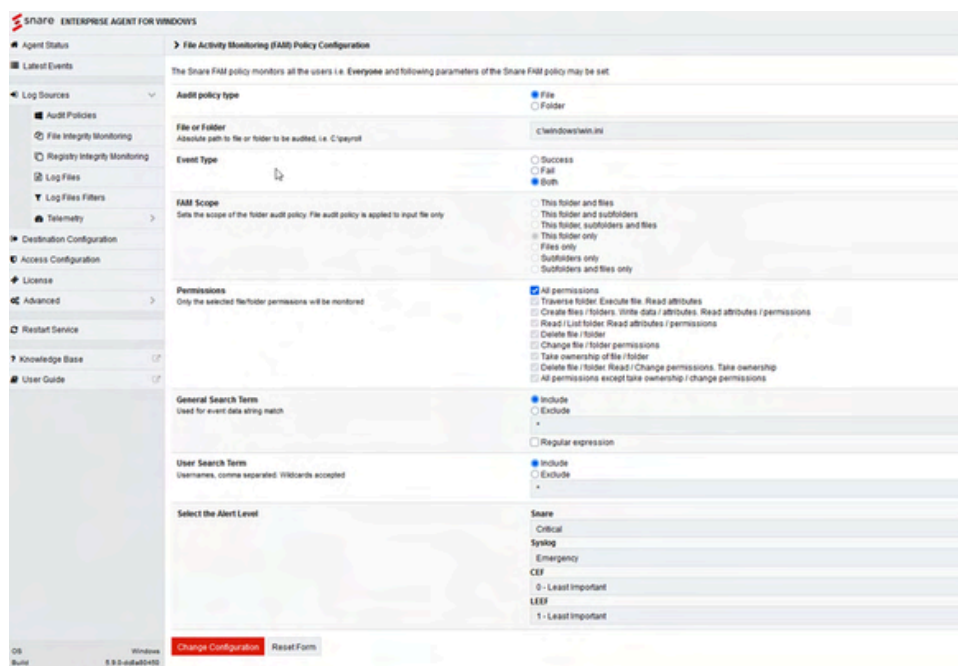 snare ENTERPRISE AGENT FOR WINDOWS
Agent Status
Latest Events
Log Sources
Audit Policies
File Integrity Monitoring
Registry Integrity Monitoring
Log Files
Log Files Filters
Telemetry
Destination Configuration
Access Configuration
License
Advanced
Restart Service
Knowledge Base
User Guide
OS Windows
Build
File Activity Monitoring (FAM) Policy Configuration
The Snare FAM policy monitors all the users i.e. Everyone and following parameters of the Snare FAM policy may be set:
Audit policy type
File
Folder
File or Folder
Absolute path to file or folder to be audited, i.e. C:\payroll
c:\windows\win.ini
Event Type
Success
Fail
Both
FAM Scope
Sets the scope of the folder audit policy. File audit policy is applied to input file only
This folder and files
This folder and subfolders
This folder, subfolders and files
This folder only
Files only
Subfolders only
Subfolders and files only
Permissions
Only the selected file/folder permissions will be monitored
All permissions
Traverse folder. Execute file. Read attributes
Create files / folders. Write data / attributes. Read attributes / permissions
Read / List folder. Read attributes / permissions
Delete file / folder
Change file / folder permissions
Take ownership of file / folder
Delete file / folder. Read / Change permissions. Take ownership
All permissions except take ownership / change permissions
General Search Term
Used for event data string match
Include
Exclude
*
Regular expression
User Search Term
Usernames, comma separated. Wildcards accepted
Include
Exclude
*
Select the Alert Level
Snare
Critical
Syslog
Emergency
CEF
0 - Least Important
LEEF
1 - Least Important
Change Configuration
Reset Form